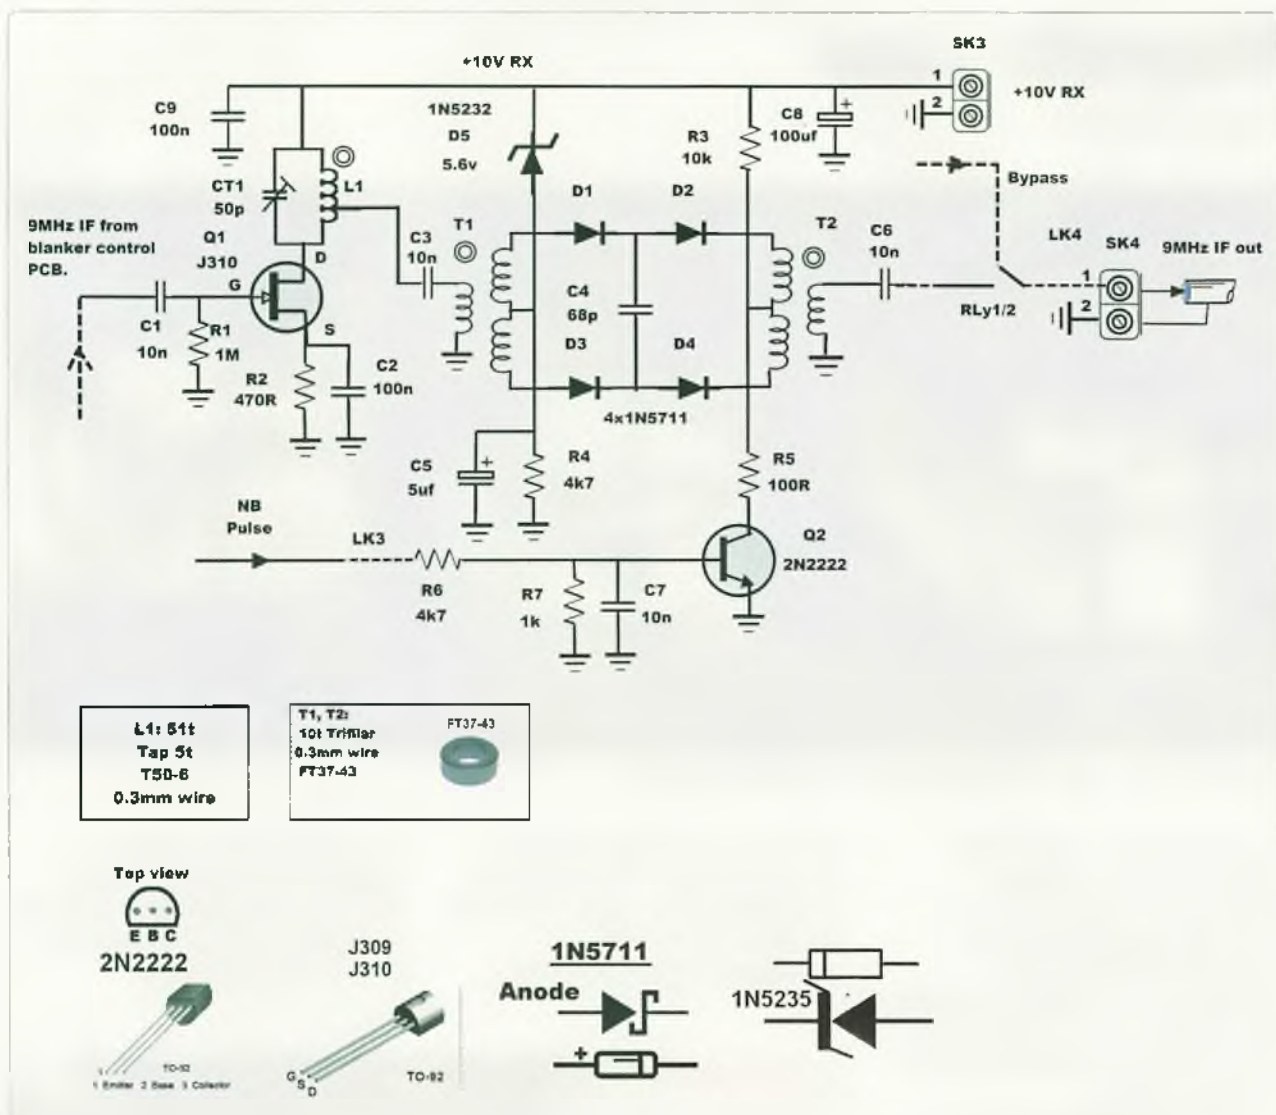 SK3
+10V RX
1
2
+10V RX
C9
100n
1N5232
D5
5.6v
C8
100uf
+
R3
10k
CT1
50p
L1
D1
D2
Bypass
9MHz IF from
blanker control
PCB.
Q1
J310
D
G
S
C3
10n
T1
T2
C6
10n
LK4
SK4
9MHz IF out
1
2
RLy1/2
C1
10n
R1
1M
C4
68p
D3
D4
R2
470R
C2
100n
4x1N5711
C5
5uf
+
R4
4k7
R5
100R
NB
Pulse
LK3
Q2
2N2222
R6
4k7
R7
1k
C7
10n
L1: 51t
Tap 5t
T50-6
0.3mm wire
T1, T2:
10t Trifilar
0.3mm wire
FT37-43
FT37-43
Top view
E B C
2N2222
TO-92
1 Emitter 2 Base 3 Collector
J309
J310
G
S
D
TO-92
1N5711
Anode
+
1N5235